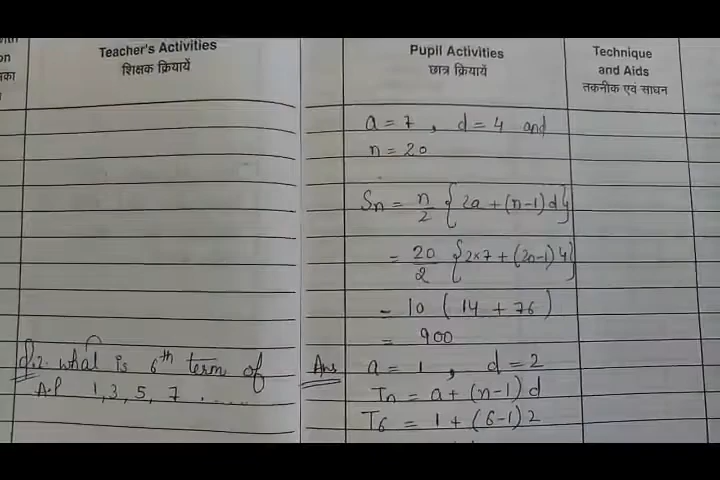 Teacher's Activities
शिक्षक क्रियायें
Pupil Activities
छात्र क्रियायें
Technique
and Aids
तकनीक एवं साधन
on
a = 7 , d = 4 and
n = 20
Sn = n/2 {2a + (n-1) d}
= 20/2 {2×7 + (20-1) 4}
= 10 ( 14 + 76)
= 900
Q.2. what is 6th term of
A.P 1, 3, 5, 7 ......
Ans a = 1 , d = 2
Tn = a + (n-1) d
T6 = 1 + (6-1) 2